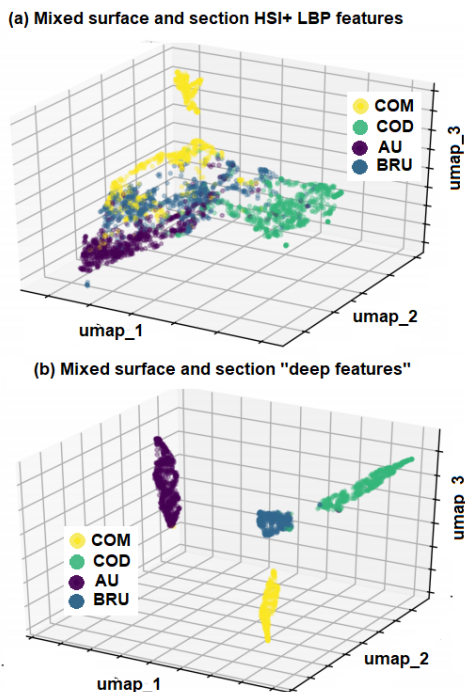 (a) Mixed surface and section HSI+ LBP features
COM
COD
AU
BRU
umap_3
umap_2
umap_1
(b) Mixed surface and section "deep features"
COM
COD
AU
BRU
umap_3
umap_2
umap_1